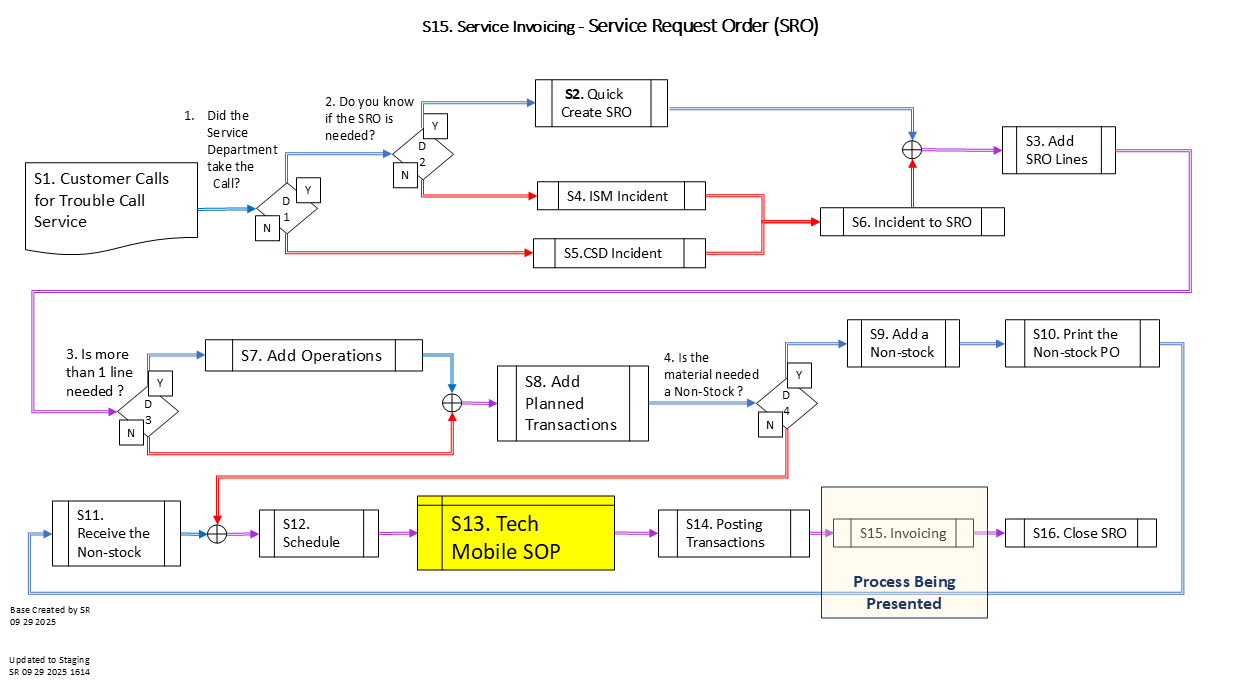 S15. Service Invoicing - Service Request Order (SRO)
1. Did the
Service
Department
take the
Call?
2. Do you know
if the SRO is
needed?
S2. Quick
Create SRO
S1. Customer Calls
for Trouble Call
Service
D
1
Y
N
D
2
Y
N
S3. Add
SRO Lines
S4. ISM Incident
S6. Incident to SRO
S5.CSD Incident
3. Is more
than 1 line
needed ?
D
3
Y
N
S7. Add Operations
S8. Add
Planned
Transactions
4. Is the
material needed
a Non-Stock ?
D
4
Y
N
S9. Add a
Non-stock
S10. Print the
Non-stock PO
S11.
Receive the
Non-stock
S12.
Schedule
S13. Tech
Mobile SOP
S14. Posting
Transactions
S15. Invoicing
S16. Close SRO
Process Being
Presented
Base Created by SR
09 29 2025
Updated to Staging
SR 09 29 2025 1614